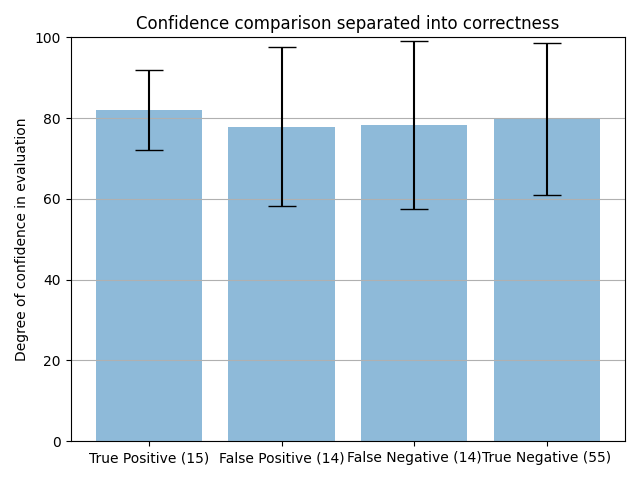 Confidence comparison separated into correctness
Degree of confidence in evaluation
100
80
60
40
20
0
True Positive (15)
False Positive (14)
False Negative (14)
True Negative (55)